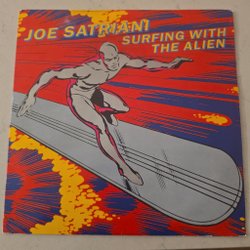 JOE SATRIANI
SURFING WITH
THE ALIEN